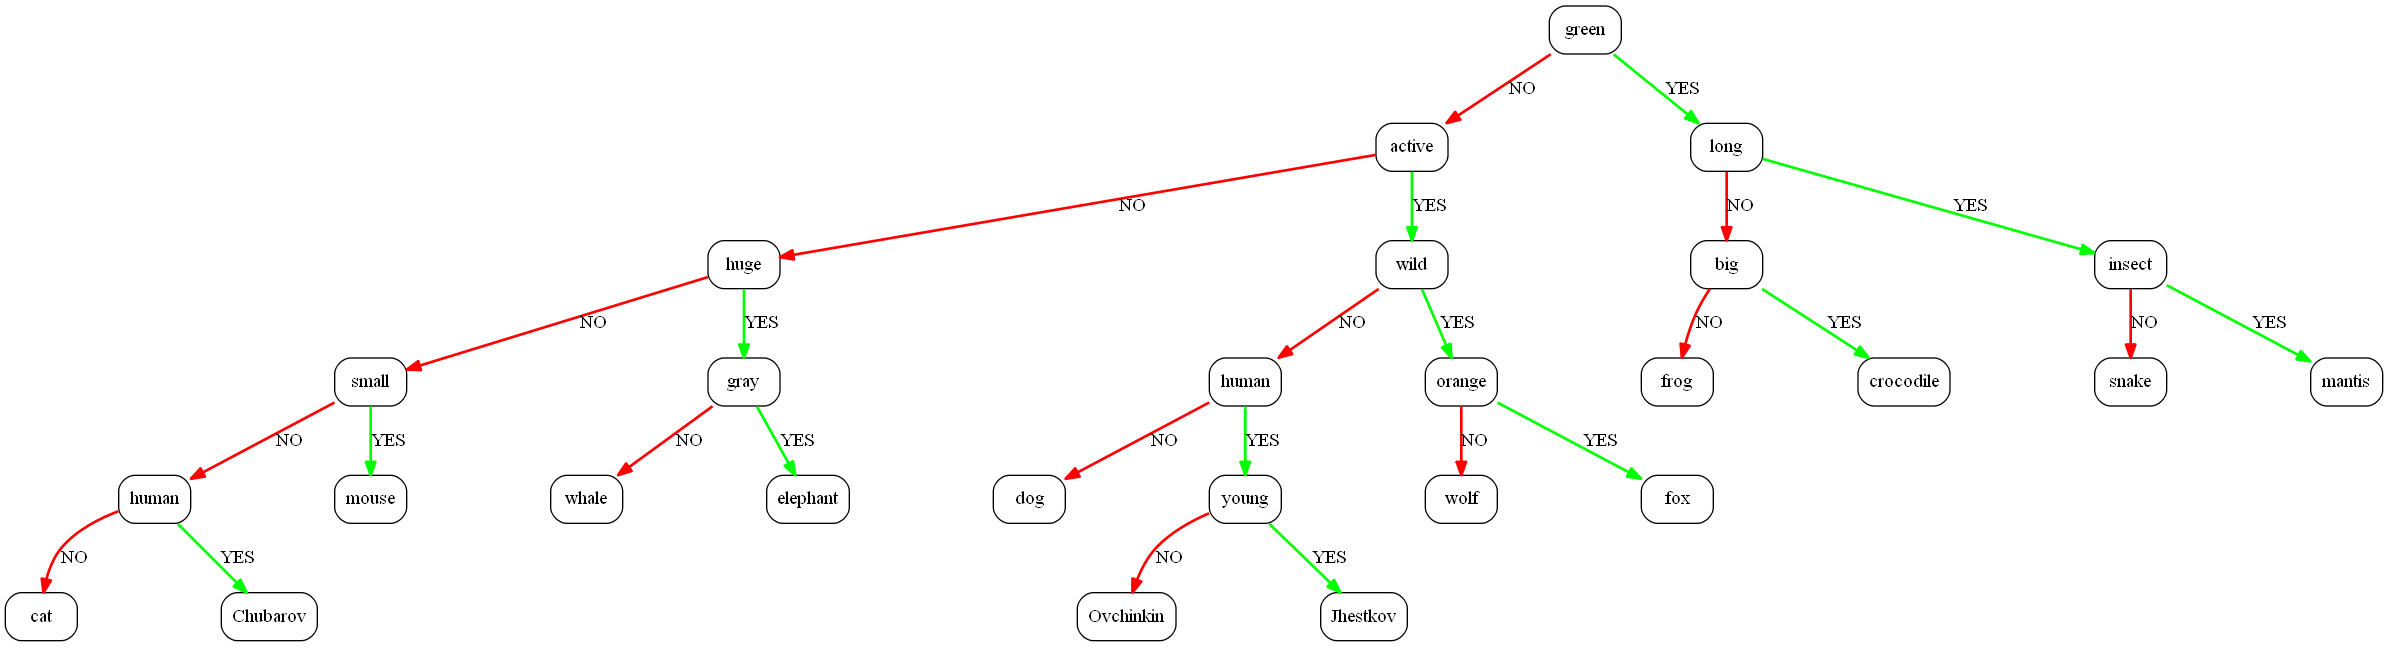 green
NO
YES
active
long
NO
YES
NO
YES
huge
wild
big
insect
NO
YES
NO
YES
NO
YES
NO
YES
small
gray
human
orange
frog
crocodile
snake
mantis
NO
YES
NO
YES
NO
YES
NO
YES
human
mouse
whale
elephant
dog
young
wolf
fox
NO
YES
NO
YES
cat
Chubarov
Ovchinkin
Jhestkov